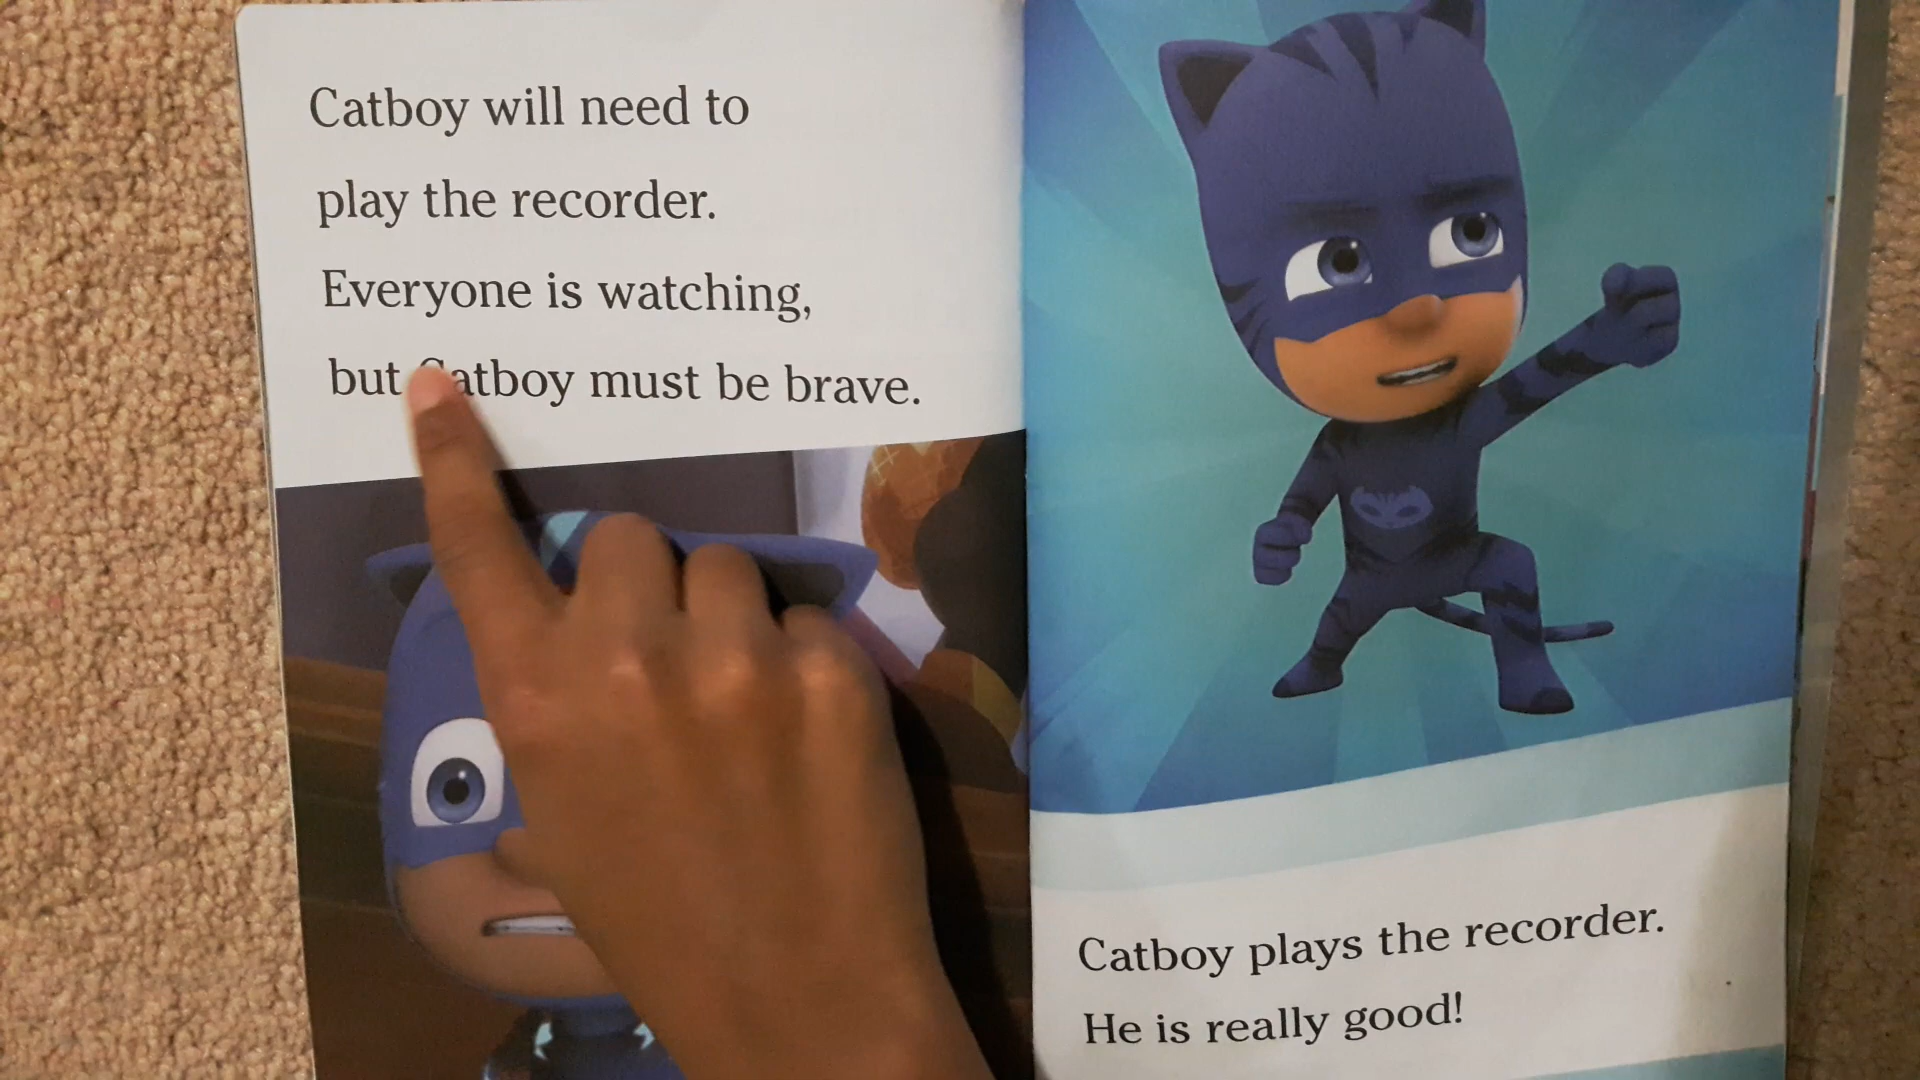 Catboy will need to
play the recorder.
Everyone is watching,
but Catboy must be brave.
Catboy plays the recorder.
He is really good!